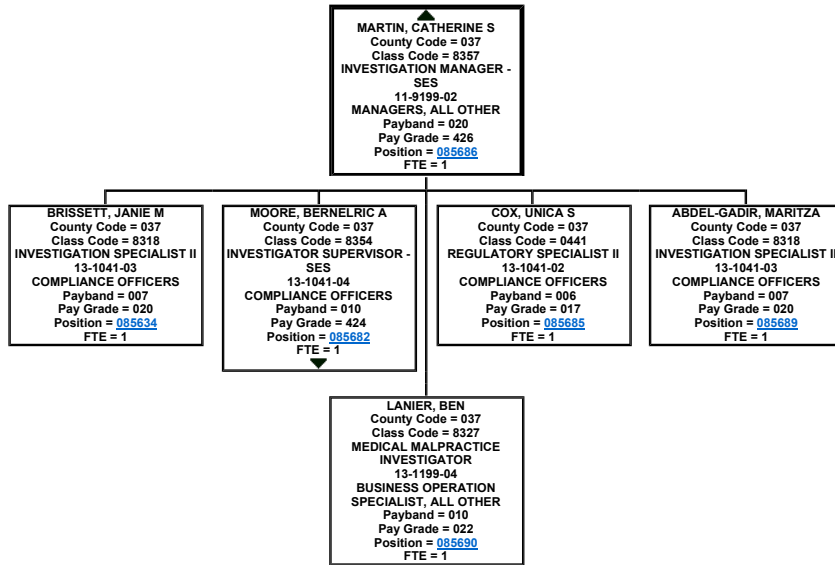 MARTIN, CATHERINE S
County Code = 037
Class Code = 8357
INVESTIGATION MANAGER -
SES
11-9199-02
MANAGERS, ALL OTHER
Payband = 020
Pay Grade = 426
Position = 085686
FTE = 1
BRISSETT, JANIE M
County Code = 037
Class Code = 8318
INVESTIGATION SPECIALIST II
13-1041-03
COMPLIANCE OFFICERS
Payband = 007
Pay Grade = 020
Position = 085634
FTE = 1
MOORE, BERNELRIC A
County Code = 037
Class Code = 8354
INVESTIGATOR SUPERVISOR -
SES
13-1041-04
COMPLIANCE OFFICERS
Payband = 010
Pay Grade = 424
Position = 085682
FTE = 1
COX, UNICA S
County Code = 037
Class Code = 0441
REGULATORY SPECIALIST II
13-1041-02
COMPLIANCE OFFICERS
Payband = 006
Pay Grade = 017
Position = 085685
FTE = 1
ABDEL-GADIR, MARITZA
County Code = 037
Class Code = 8318
INVESTIGATION SPECIALIST II
13-1041-03
COMPLIANCE OFFICERS
Payband = 007
Pay Grade = 020
Position = 085689
FTE = 1
LANIER, BEN
County Code = 037
Class Code = 8327
MEDICAL MALPRACTICE
INVESTIGATOR
13-1199-04
BUSINESS OPERATION
SPECIALIST, ALL OTHER
Payband = 010
Pay Grade = 022
Position = 085690
FTE = 1